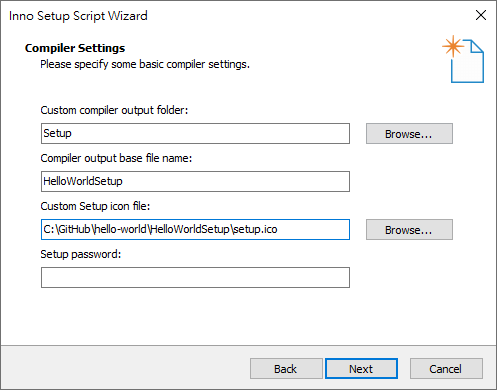 Inno Setup Script Wizard
Compiler Settings
Please specify some basic compiler settings.
Custom compiler output folder:
Setup
Browse...
Compiler output base file name:
HelloWorldSetup
Custom Setup icon file:
C:\GitHub\hello-world\HelloWorldSetup\setup.ico
Browse...
Setup password:
Back
Next
Cancel